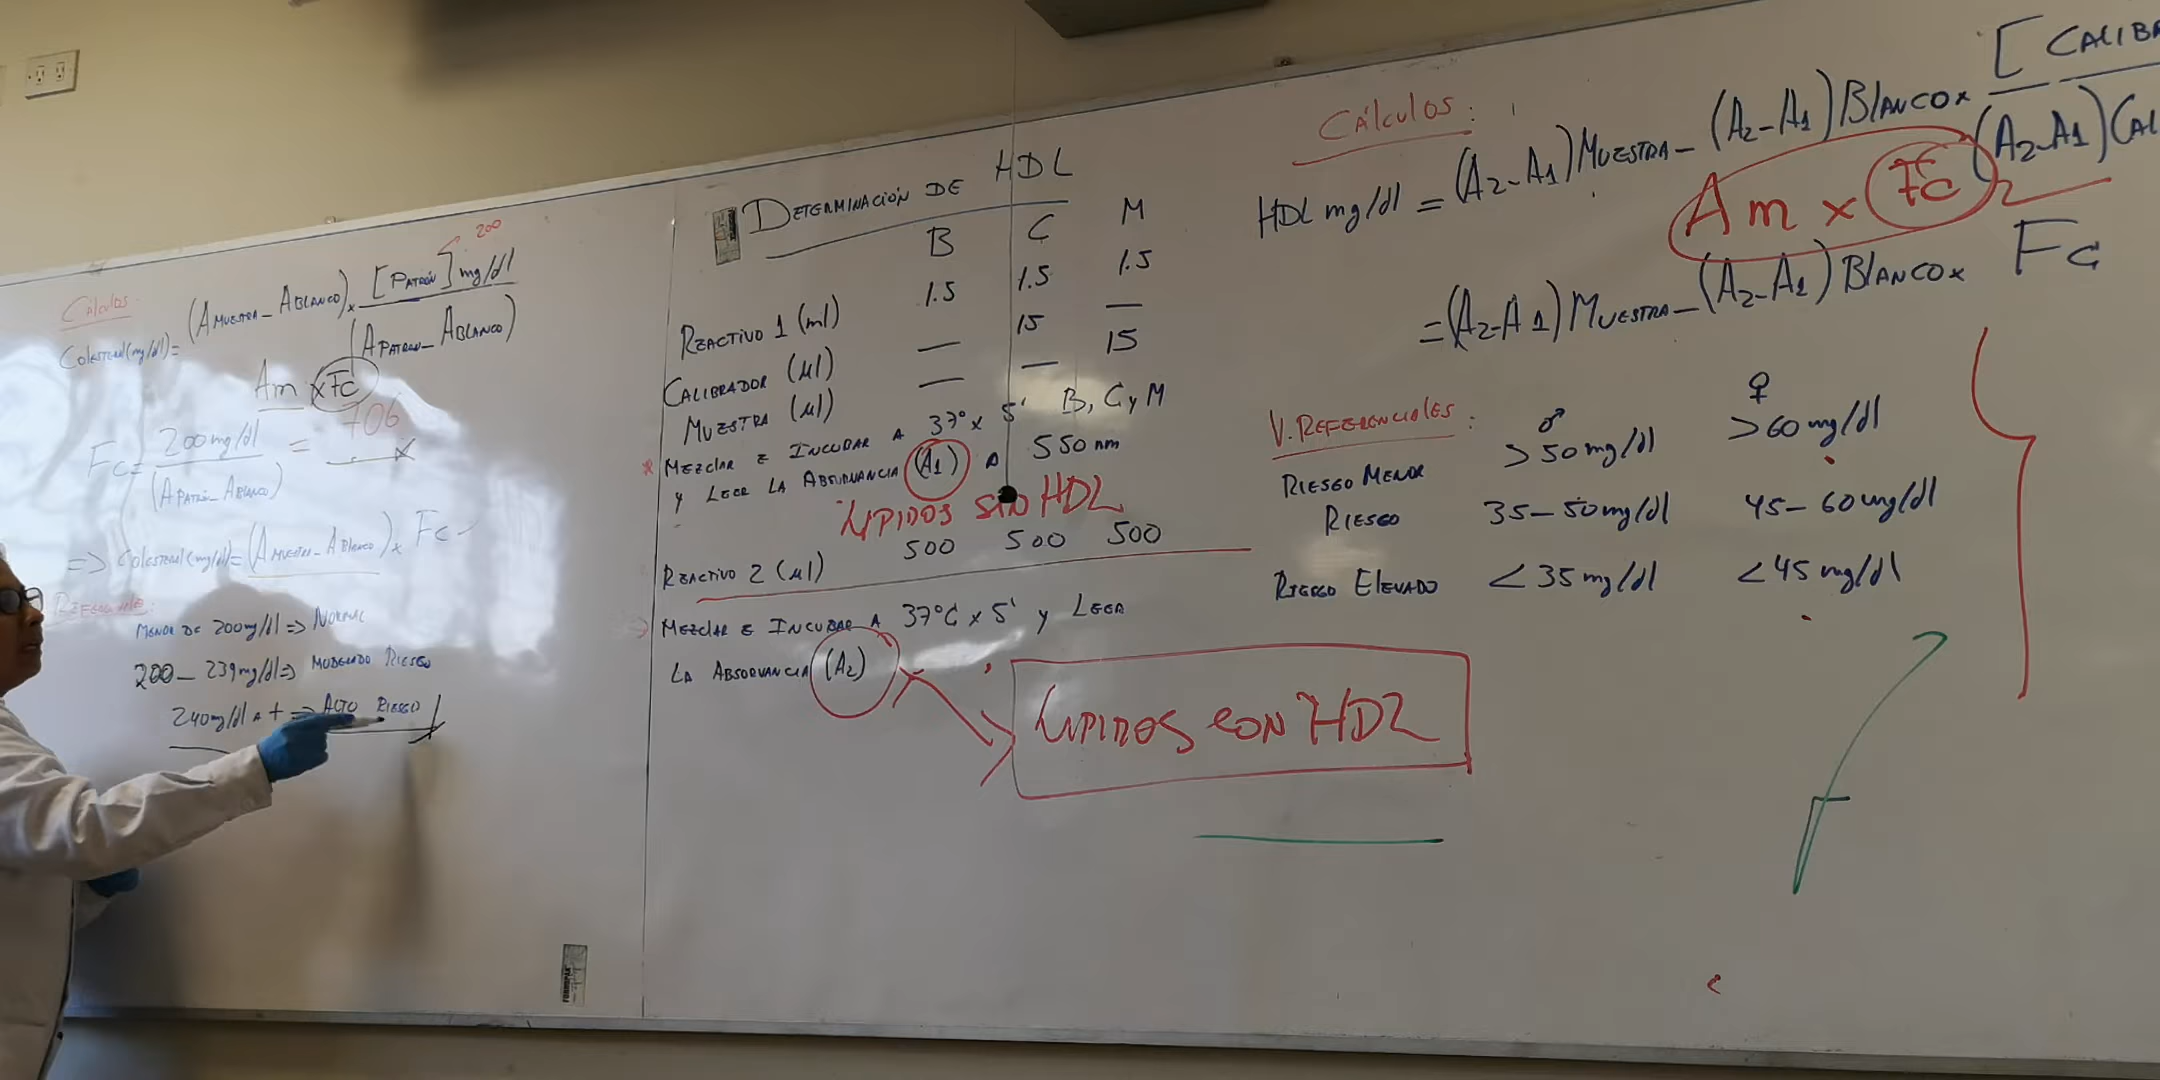 Cálculos:
200
Colesterol (mg/dl) = (A MUESTRA - A BLANCO) x [PATRÓN] mg/dl
(A PATRON - A BLANCO)
Am x Fc
706
Fc = 200 mg/dl =
(A PATRÓN - A BLANCO)
=> Colesterol (mg/dl) = (A MUESTRA - A BLANCO) x Fc
MENOR DE 200 mg/dl => NORMAL
200 - 239 mg/dl => MODERADO RIESGO
240 mg/dl A + => ALTO RIESGO
DETERMINACIÓN DE HDL
B C M
REACTIVO 1 (ml) 1.5 1.5 1.5
CALIBRADOR (µl) — 15 —
MUESTRA (µl) — — 15
* MEZCLAR E INCUBAR A 37° x 5' B, C y M
Y LEER LA ABSORVANCIA (A1) A 550 nm
LIPIDOS SIN HDL
REACTIVO 2 (µl) 500 500 500
MEZCLAR E INCUBAR A 37°C x 5' y LEER
LA ABSORVANCIA (A2)
LIPIDOS CON HDL
FORMIPAK
CÁLCULOS:
HDL mg/dl = (A2-A1) MUESTRA - (A2-A1) BLANCO x [CALIB
(A2-A1) CAL
Am x Fc
= (A2-A1) MUESTRA - (A2-A1) BLANCO x Fc
V. REFERENCIALES: ♂ ♀
RIESGO MENOR >50 mg/dl >60 mg/dl
RIESGO 35-50 mg/dl 45-60 mg/dl
RIESGO ELEVADO <35 mg/dl <45 mg/dl